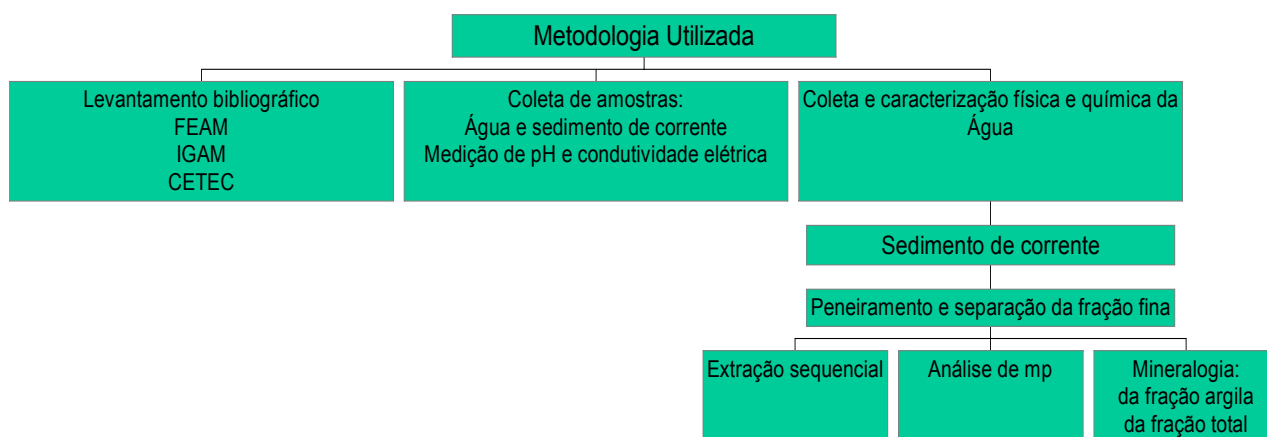 Metodologia Utilizada
Levantamento bibliográfico
FEAM
IGAM
CETEC
Coleta de amostras:
Água e sedimento de corrente
Medição de pH e condutividade elétrica
Coleta e caracterização física e química da
Água
Sedimento de corrente
Peneiramento e separação da fração fina
Extração sequencial
Análise de mp
Mineralogia:
da fração argila
da fração total